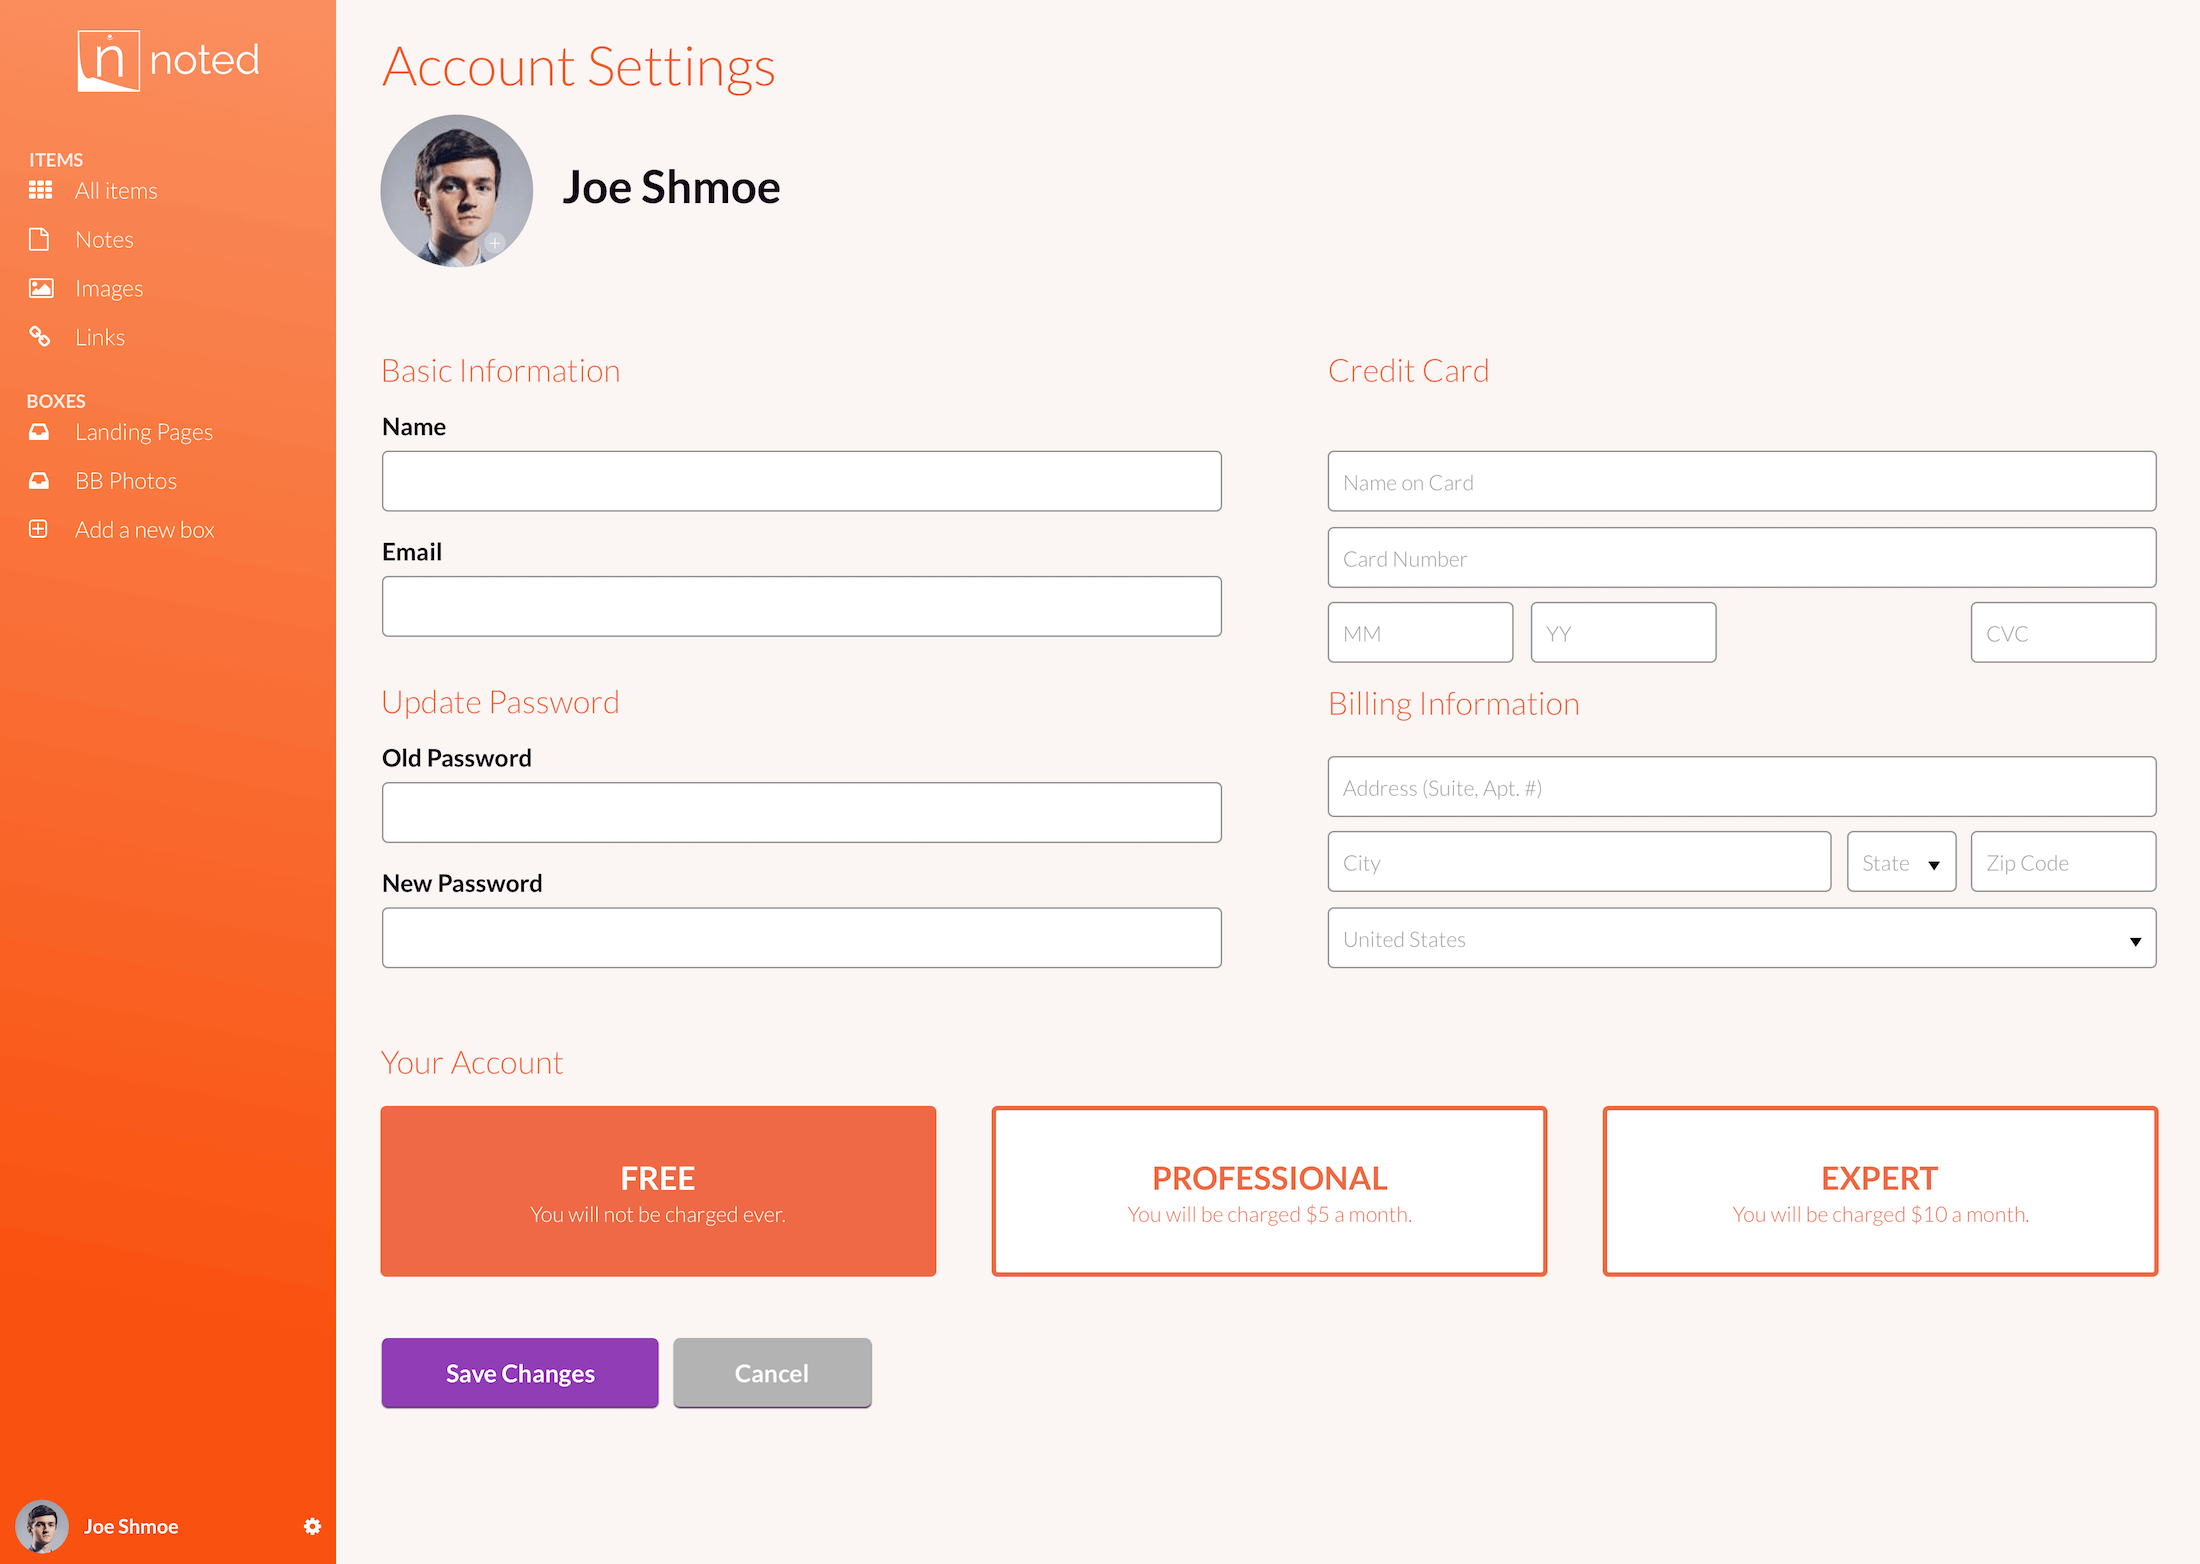 n noted
ITEMS
All items
Notes
Images
Links
BOXES
Landing Pages
BB Photos
Add a new box
Joe Shmoe
Account Settings
Joe Shmoe
Basic Information
Name
Email
Update Password
Old Password
New Password
Credit Card
Name on Card
Card Number
MM YY CVC
Billing Information
Address (Suite, Apt. #)
City State Zip Code
United States
Your Account
FREE
You will not be charged ever.
PROFESSIONAL
You will be charged $5 a month.
EXPERT
You will be charged $10 a month.
Save Changes Cancel